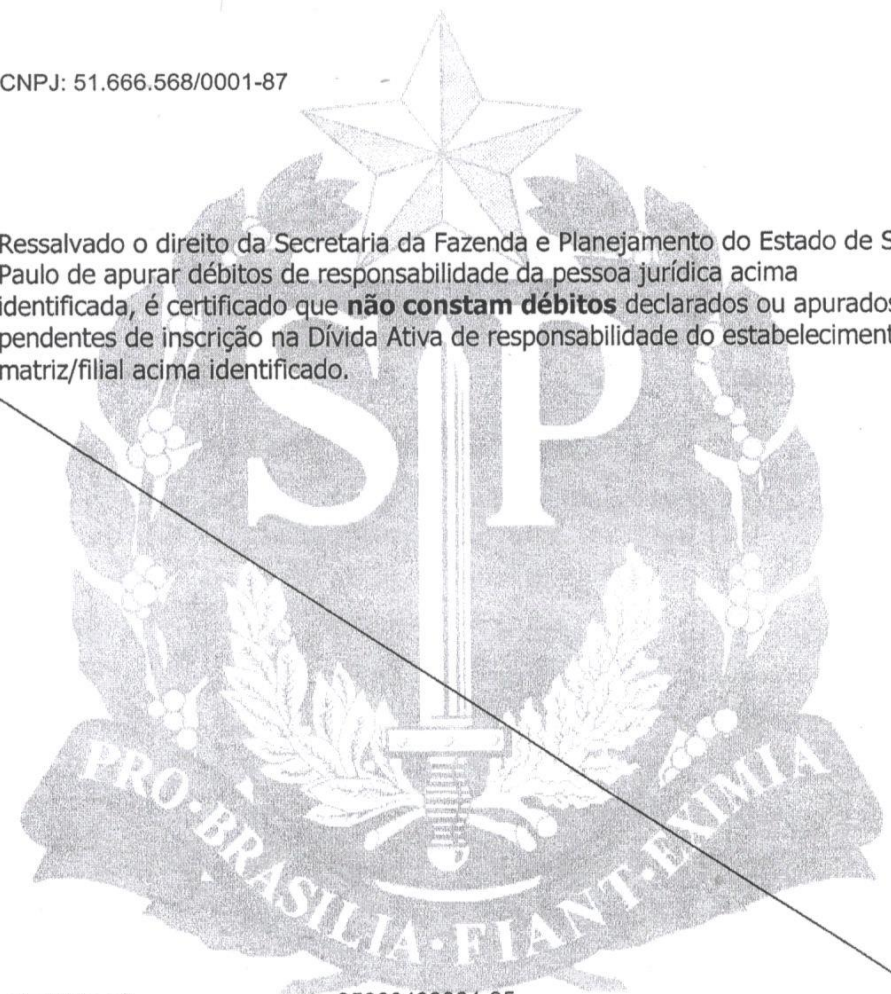 CNPJ: 51.666.568/0001-87
Ressalvado o direito da Secretaria da Fazenda e Planejamento do Estado de S
Paulo de apurar débitos de responsabilidade da pessoa jurídica acima
identificada, é certificado que não constam débitos declarados ou apurados
pendentes de inscrição na Dívida Ativa de responsabilidade do estabeleciment
matriz/filial acima identificado.
SP
PRO·BRASILIA·FIANT·EXIMIA